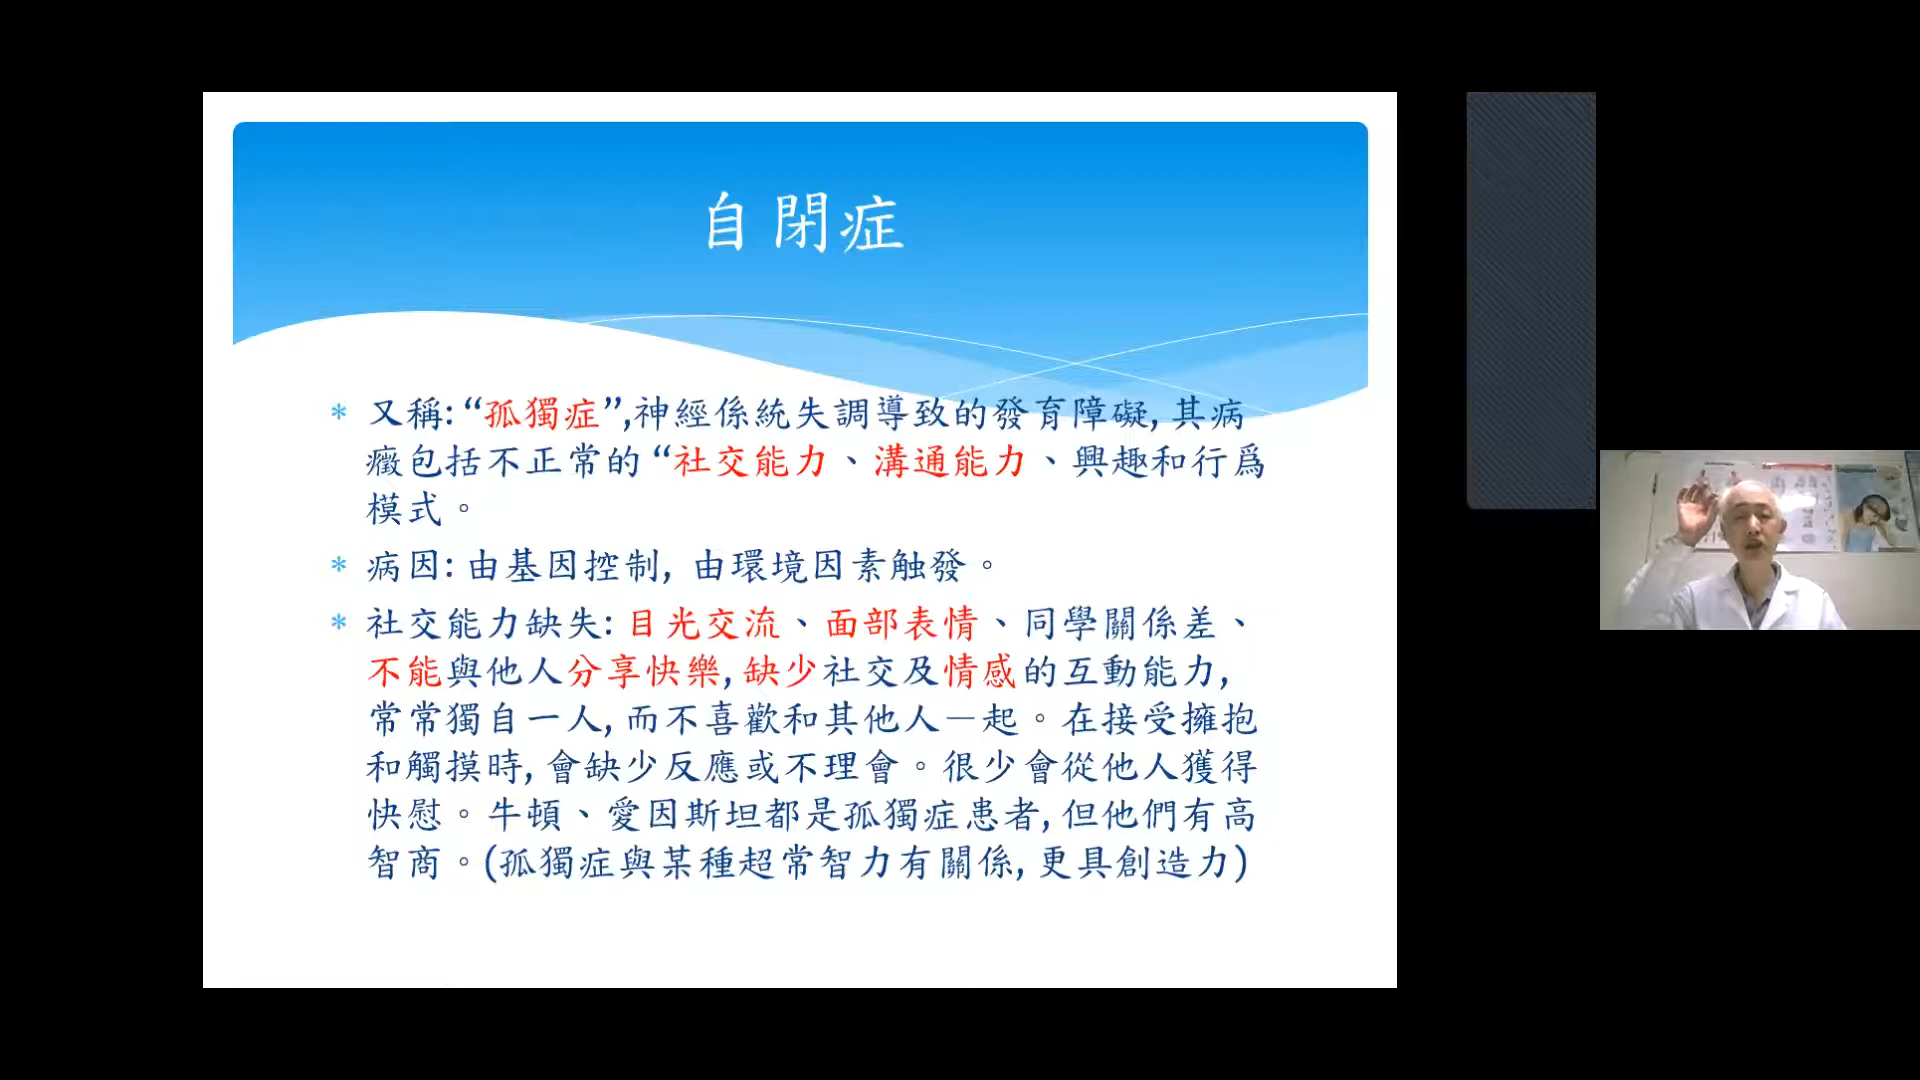 自閉症
* 又稱:“孤獨症”,神經係統失調導致的發育障礙,其病
癥包括不正常的“社交能力、溝通能力、興趣和行爲
模式。
* 病因:由基因控制,由環境因素触發。
* 社交能力缺失:目光交流、面部表情、同學關係差、
不能與他人分享快樂,缺少社交及情感的互動能力,
常常獨自一人,而不喜歡和其他人一起。在接受擁抱
和觸摸時,會缺少反應或不理會。很少會從他人獲得
快慰。牛頓、愛因斯坦都是孤獨症患者,但他們有高
智商。(孤獨症與某種超常智力有關係,更具創造力)